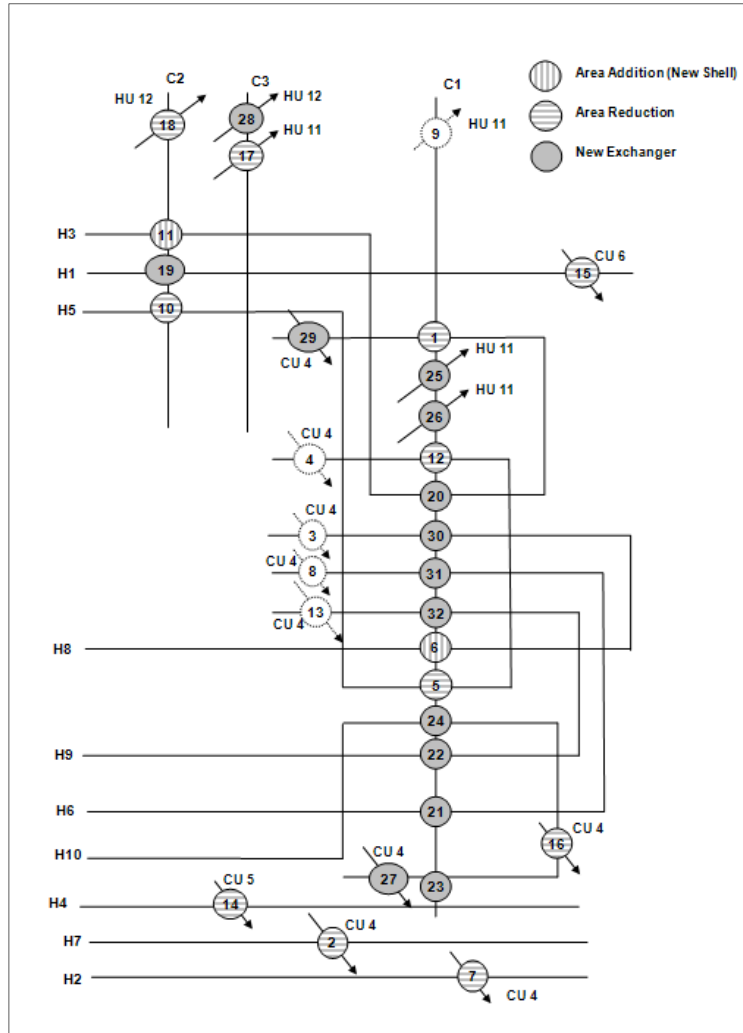 C2
C3
C1
HU 12
HU 12
18
28
HU 11
17
9
HU 11
Area Addition (New Shell)
Area Reduction
New Exchanger
H3
11
H1
19
CU 6
15
H5
10
29
CU 4
1
HU 11
25
HU 11
26
CU 4
4
12
20
CU 4
3
30
CU 4
8
31
13
CU 4
32
H8
6
5
24
H9
22
H6
21
CU 4
16
H10
CU 4
27
23
CU 5
H4
14
CU 4
H7
2
H2
7
CU 4